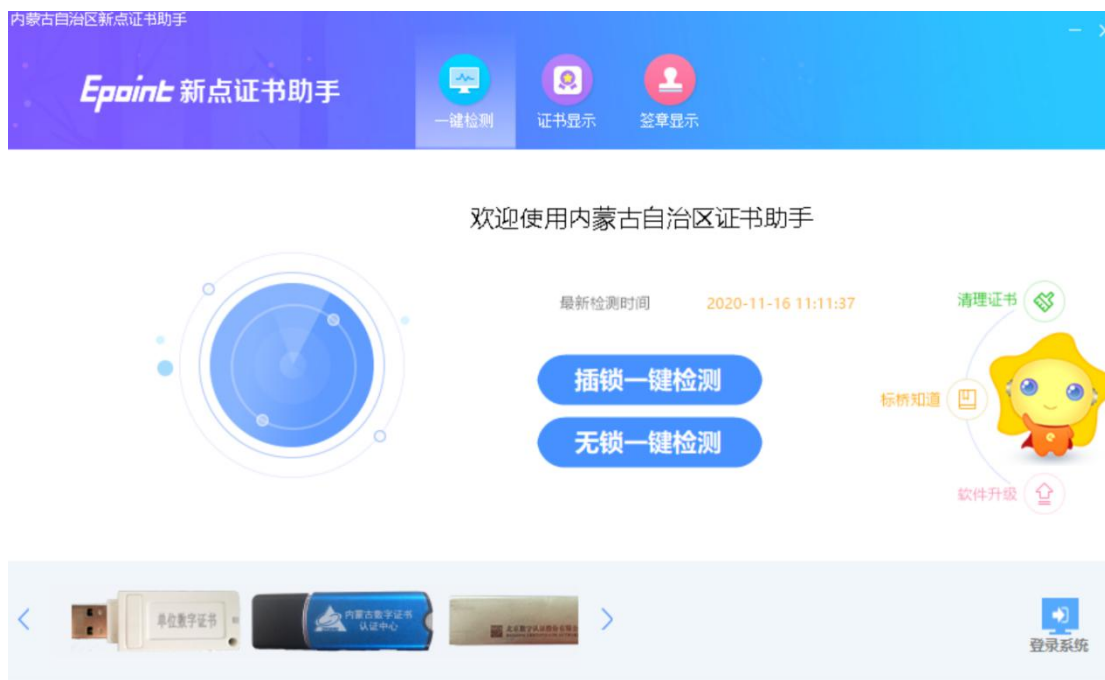 内蒙古自治区新点证书助手
Epoint 新点证书助手
一键检测
证书显示
签章显示
欢迎使用内蒙古自治区证书助手
最新检测时间 2020-11-16 11:11:37
清理证书
插锁一键检测
标桥知道
无锁一键检测
软件升级
单位数字证书
内蒙古数字证书
认证中心
登录系统